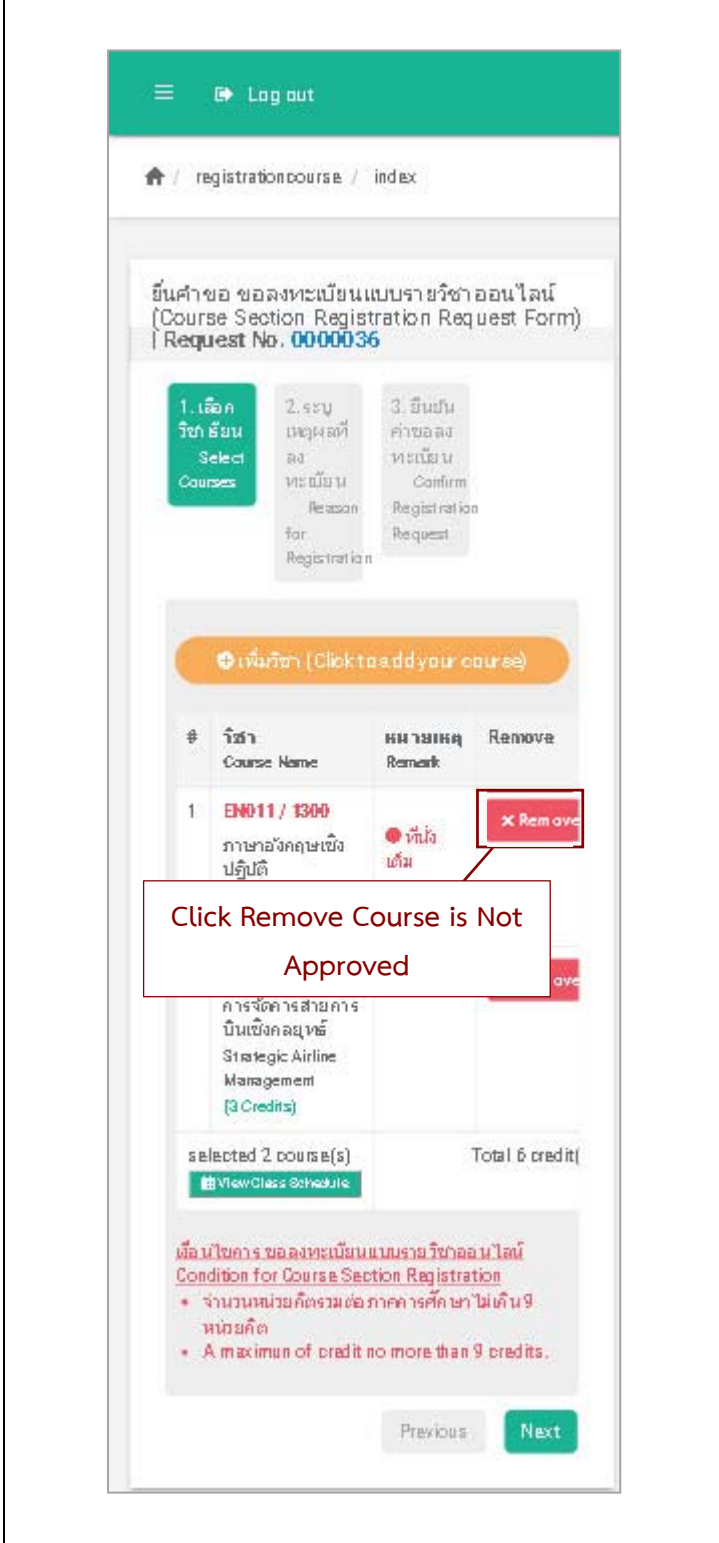 Log out
/ registrationcourse / index
ยื่นคำขอ ขอลงทะเบียนแบบรายวิชาออนไลน์
(Course Section Registration Request Form)
| Request No. 0000036
1.เลือก
วิชาเรียน
Select
Courses
2.ระบุ
เหตุผลที่
ลง
ทะเบียน
Reason
for
Registration
3. ยืนยัน
คำขอลง
ทะเบียน
Confirm
Registration
Request
เพิ่มวิชา (Click to add your course)
# วิชา หมายเหตุ Remove
Course Name Remark
1 EN011 / 1300 × Remove
ภาษาอังกฤษเชิง ที่นั่ง
ปฏิบัติ เต็ม
Click Remove Course is Not
Approved
ave
การจัดการสายการ
บินเชิงกลยุทธ์
Strategic Airline
Management
(3 Credits)
selected 2 course(s) Total 6 credit(
View Class Schedule
เงื่อนไขการ ขอลงทะเบียนแบบรายวิชาออนไลน์
Condition for Course Section Registration
• จำนวนหน่วยกิตรวมต่อภาคการศึกษาไม่เกิน 9
หน่วยกิต
• A maximun of credit no more than 9 credits.
Previous Next